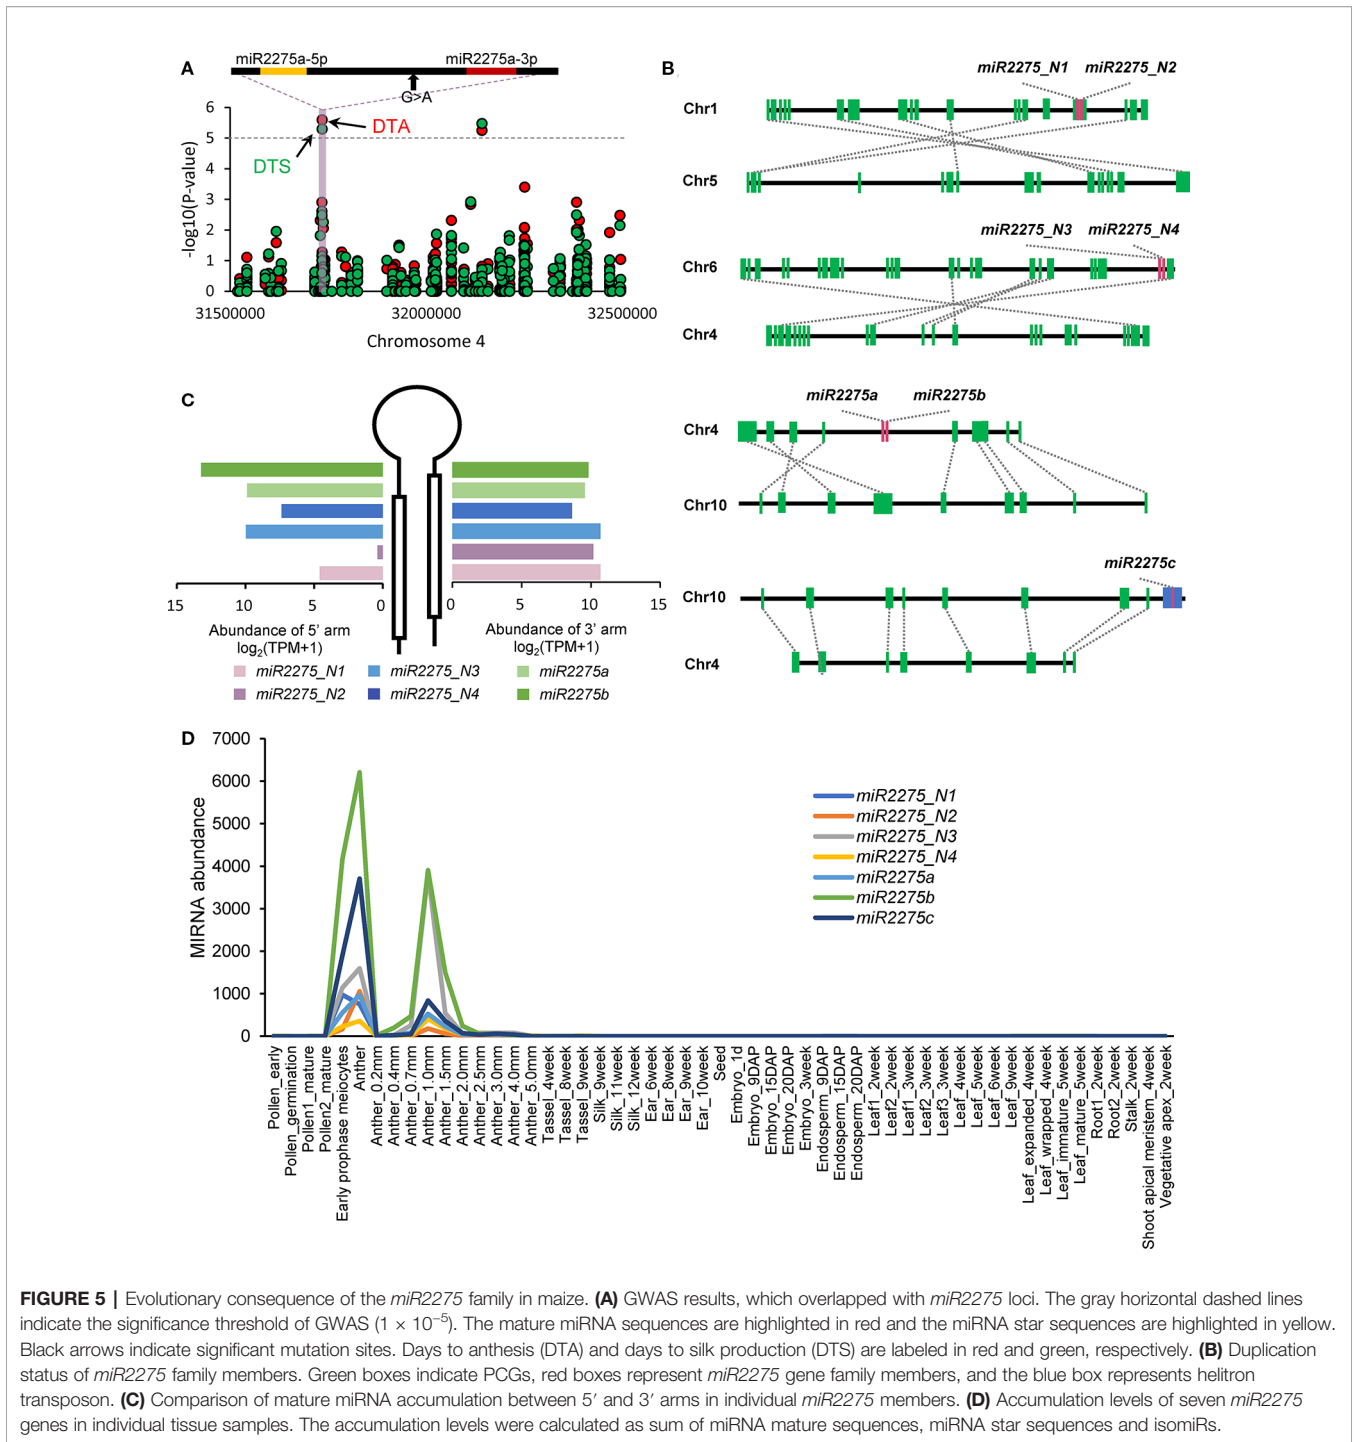 A
miR2275a-5p
miR2275a-3p
G>A
6
5
4
3
2
1
0
-log10(P-value)
DTA
DTS
31500000
32000000
32500000
Chromosome 4
B
miR2275_N1
miR2275_N2
Chr1
Chr5
miR2275_N3
miR2275_N4
Chr6
Chr4
miR2275a
miR2275b
Chr4
Chr10
miR2275c
Chr10
Chr4
C
15
10
5
0
0
5
10
15
Abundance of 5' arm
log2(TPM+1)
Abundance of 3' arm
log2(TPM+1)
miR2275_N1
miR2275_N3
miR2275a
miR2275_N2
miR2275_N4
miR2275b
D
7000
6000
5000
4000
3000
2000
1000
0
MIRNA abundance
miR2275_N1
miR2275_N2
miR2275_N3
miR2275_N4
miR2275a
miR2275b
miR2275c
Pollen_early
Pollen_germination
Pollen1_mature
Pollen2_mature
Early prophase meiocytes
Anther
Anther_0.2mm
Anther_0.4mm
Anther_0.7mm
Anther_1.0mm
Anther_1.5mm
Anther_2.0mm
Anther_2.5mm
Anther_3.0mm
Anther_4.0mm
Anther_5.0mm
Tassel_4week
Tassel_8week
Tassel_9week
Silk_9week
Silk_11week
Silk_12week
Ear_6week
Ear_8week
Ear_9week
Ear_10week
Seed
Embryo_1d
Embryo_9DAP
Embryo_15DAP
Embryo_20DAP
Embryo_3week
Endosperm_9DAP
Endosperm_15DAP
Endosperm_20DAP
Leaf1_2week
Leaf2_2week
Leaf1_3week
Leaf2_3week
Leaf3_3week
Leaf_4week
Leaf_5week
Leaf_6week
Leaf_9week
Leaf_expanded_4week
Leaf_wrapped_4week
Leaf_immature_5week
Leaf_mature_5week
Root1_2week
Root2_2week
Stalk_2week
Shoot apical meristem_4week
Vegetative apex_2week
FIGURE 5 | Evolutionary consequence of the miR2275 family in maize. (A) GWAS results, which overlapped with miR2275 loci. The gray horizontal dashed lines
indicate the significance threshold of GWAS (1 × 10−5). The mature miRNA sequences are highlighted in red and the miRNA star sequences are highlighted in yellow.
Black arrows indicate significant mutation sites. Days to anthesis (DTA) and days to silk production (DTS) are labeled in red and green, respectively. (B) Duplication
status of miR2275 family members. Green boxes indicate PCGs, red boxes represent miR2275 gene family members, and the blue box represents helitron
transposon. (C) Comparison of mature miRNA accumulation between 5′ and 3′ arms in individual miR2275 members. (D) Accumulation levels of seven miR2275
genes in individual tissue samples. The accumulation levels were calculated as sum of miRNA mature sequences, miRNA star sequences and isomiRs.